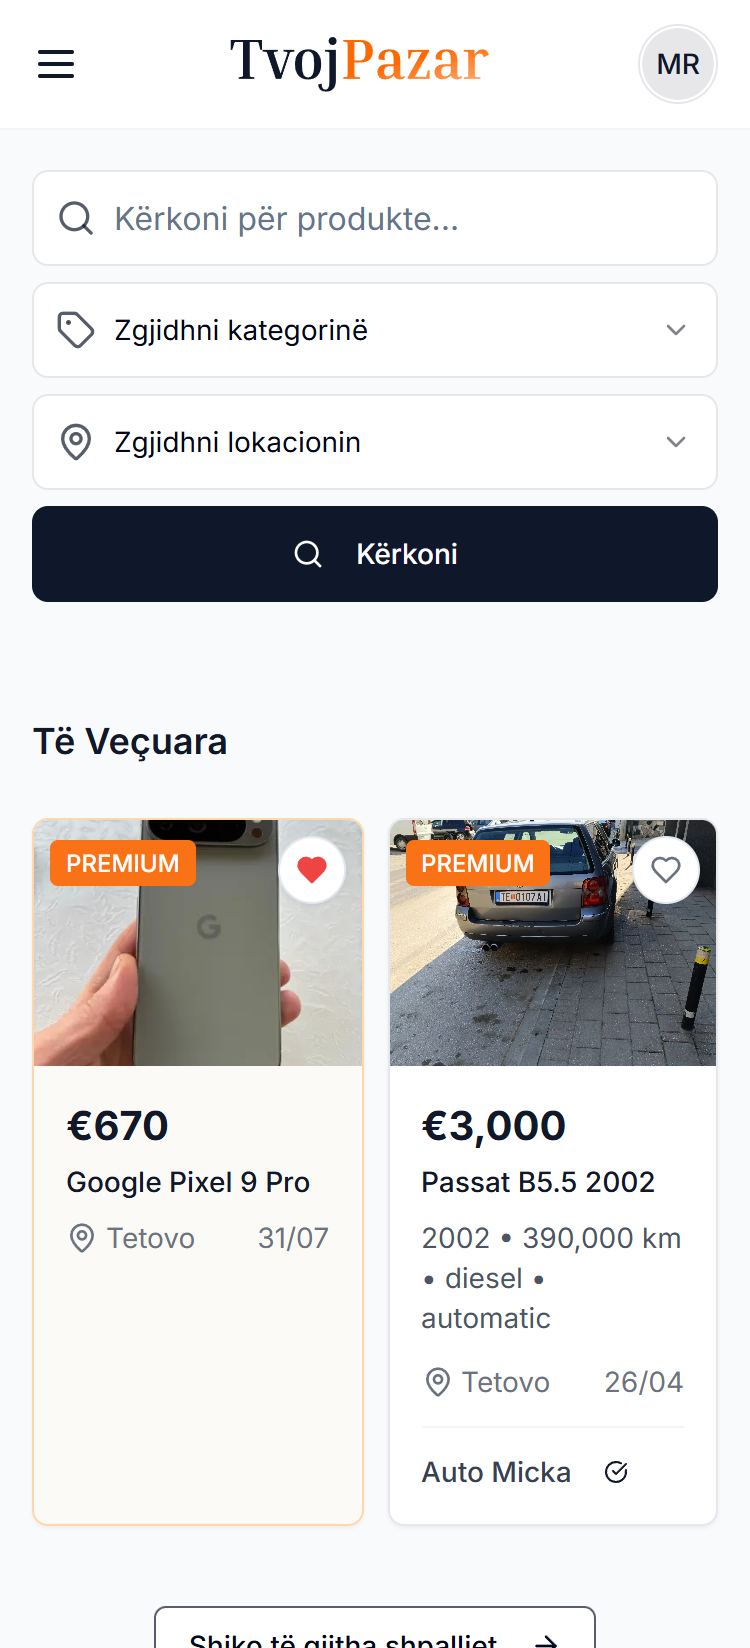 TvojPazar
MR
Kërkoni për produkte...
Zgjidhni kategorinë
Zgjidhni lokacionin
Kërkoni
Të Veçuara
PREMIUM
G
€670
Google Pixel 9 Pro
Tetovo 31/07
PREMIUM
TE 0107 AI
€3,000
Passat B5.5 2002
2002 • 390,000 km
• diesel •
automatic
Tetovo 26/04
Auto Micka
Shiko të gjitha shpalljet